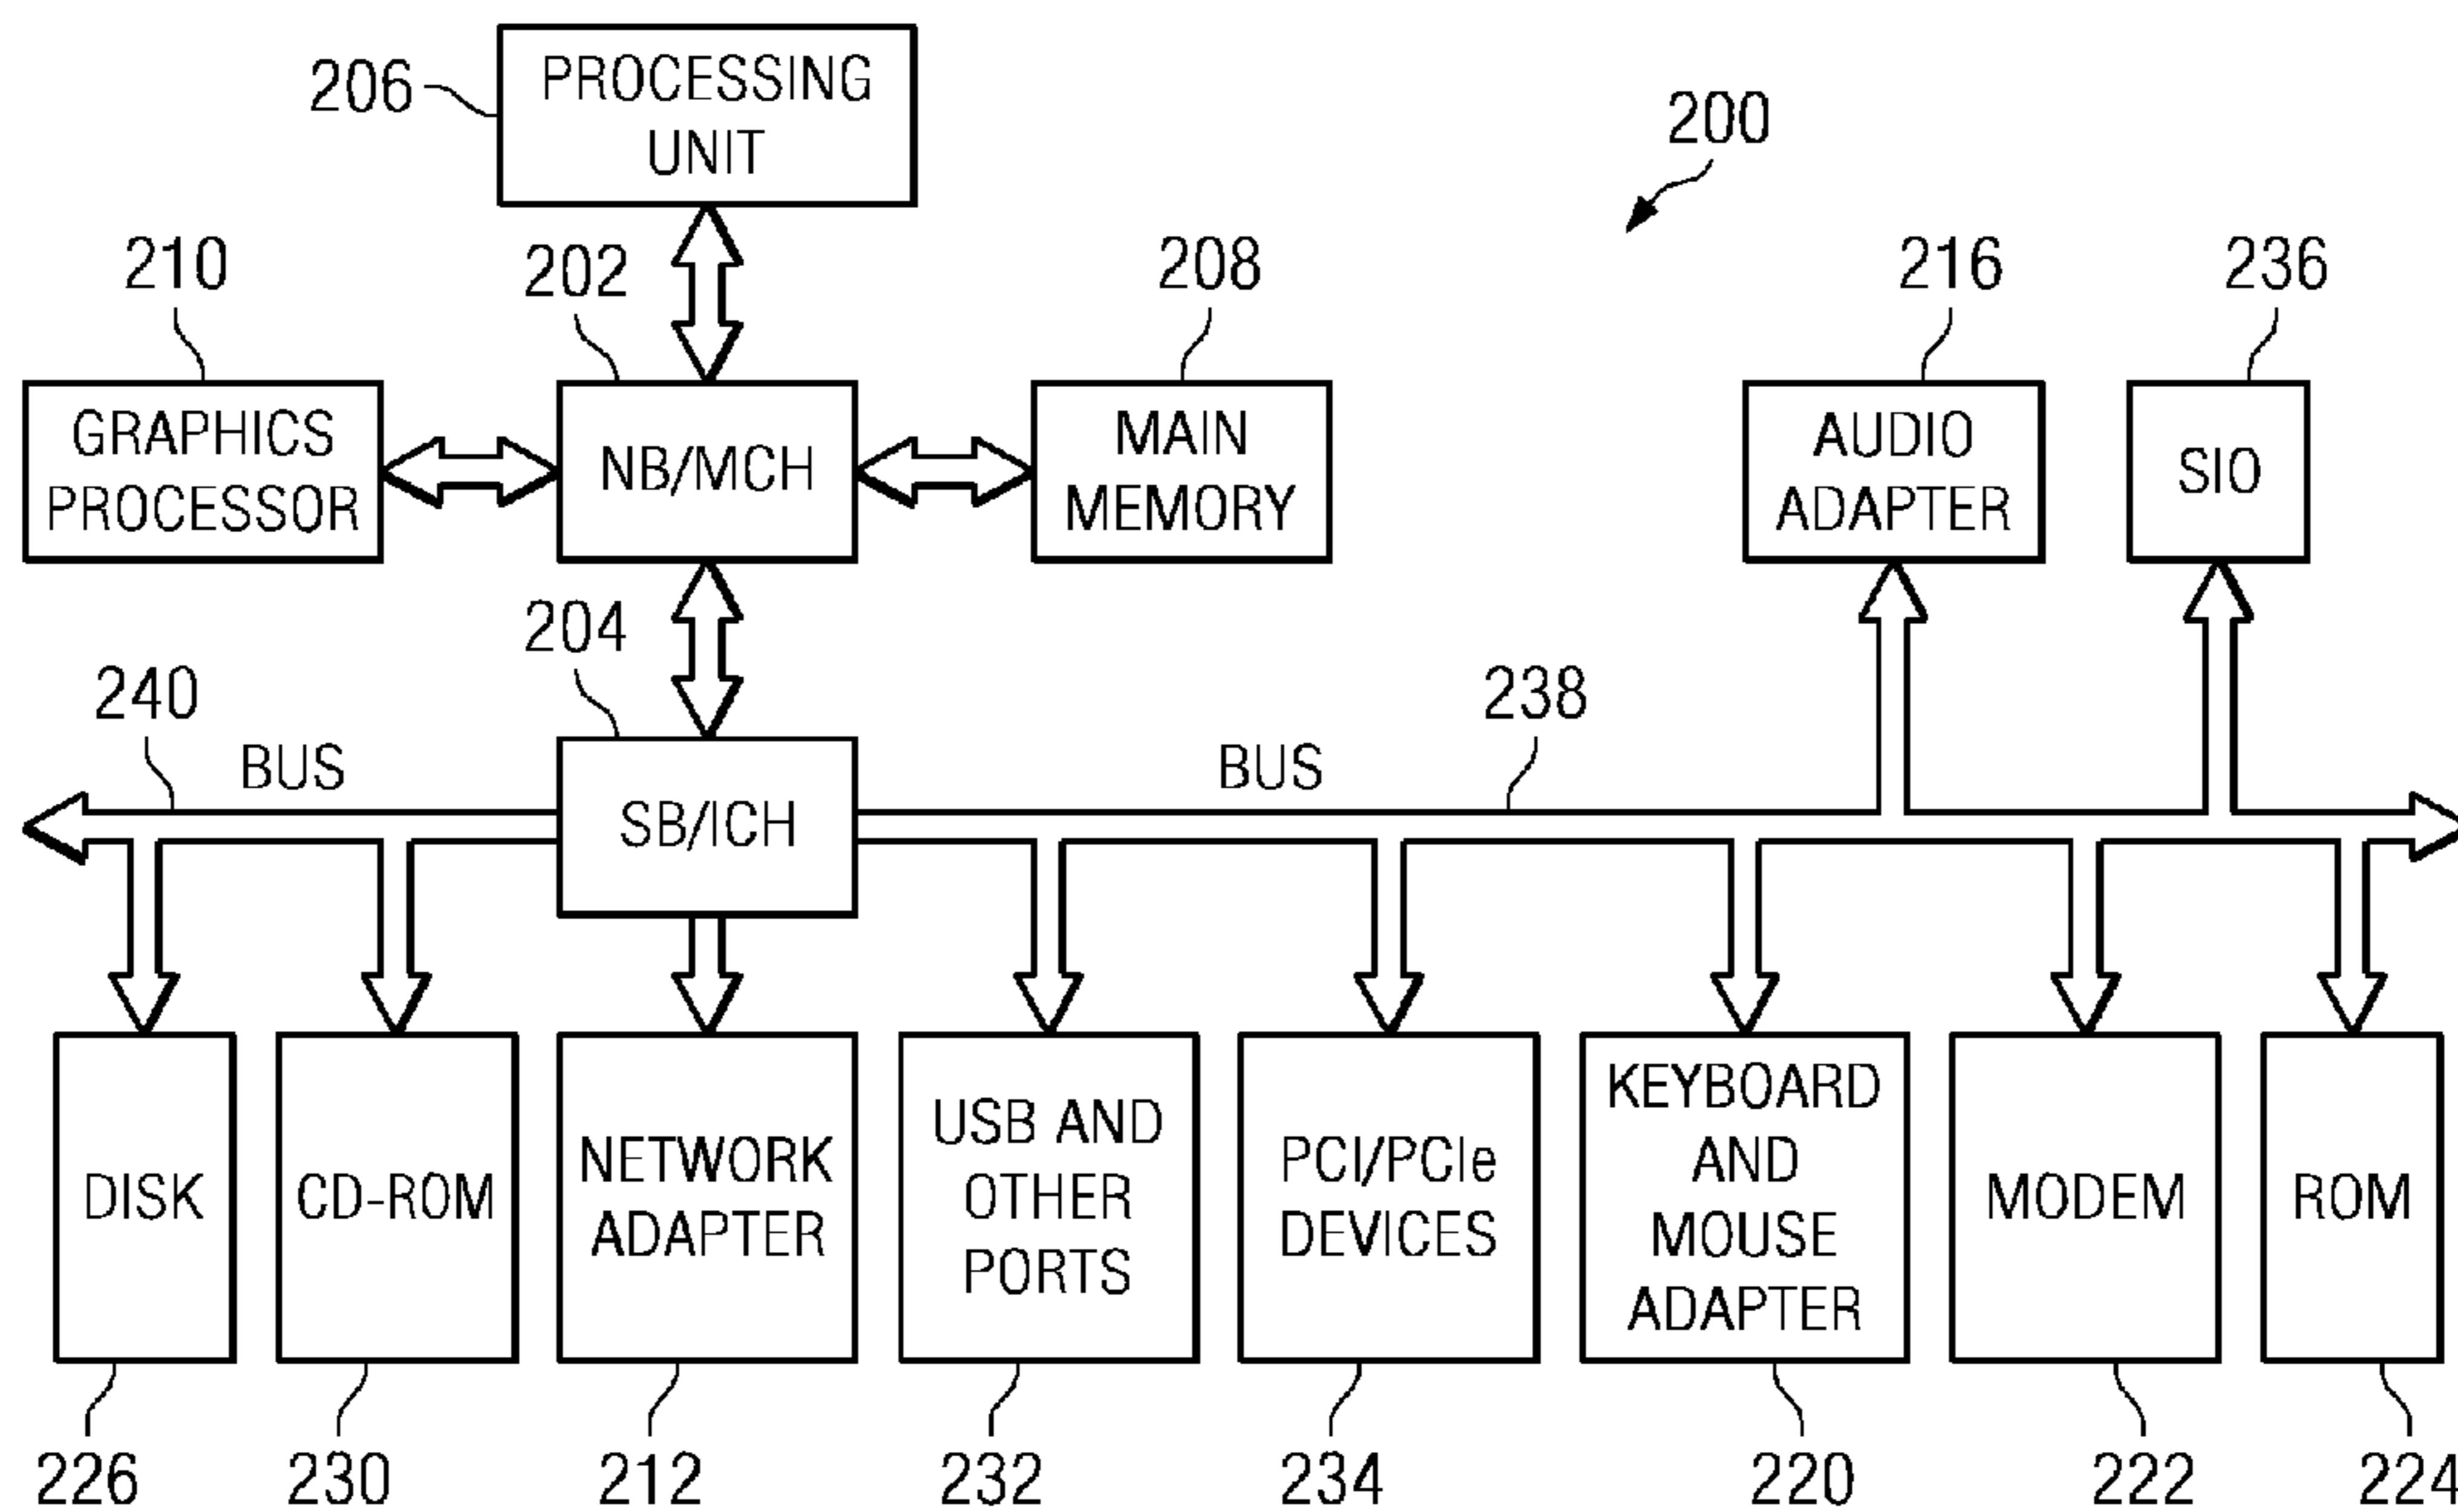 206
PROCESSING
UNIT
200
210
202
208
216
236
GRAPHICS
PROCESSOR
NB/MCH
MAIN
MEMORY
AUDIO
ADAPTER
SIO
204
240
BUS
238
BUS
SB/ICH
DISK
CD-ROM
NETWORK
ADAPTER
USB AND
OTHER
PORTS
PCI/PCIe
DEVICES
KEYBOARD
AND
MOUSE
ADAPTER
MODEM
ROM
226
230
212
232
234
220
222
224